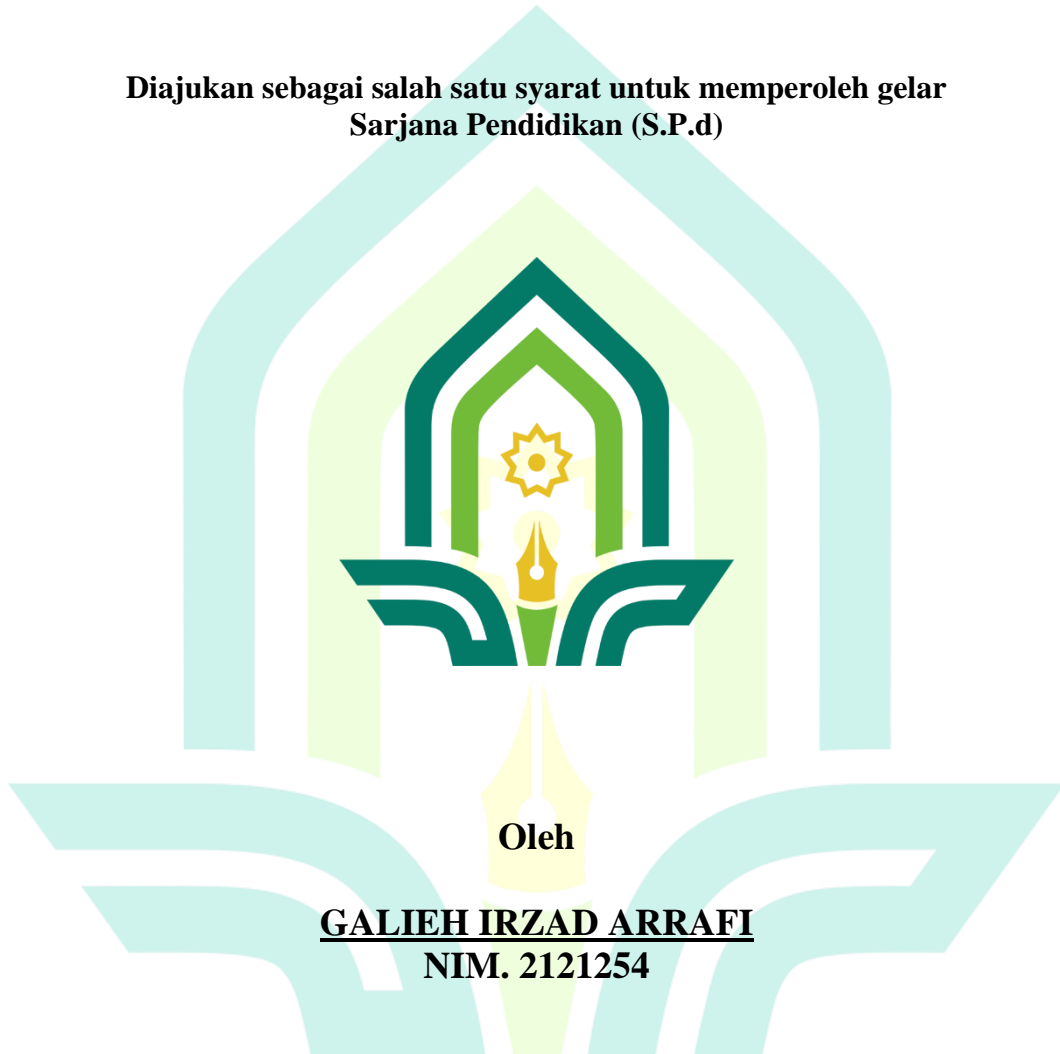 Diajukan sebagai salah satu syarat untuk memperoleh gelar
Sarjana Pendidikan (S.P.d)
Oleh
GALIEH IRZAD ARRAFI
NIM. 2121254